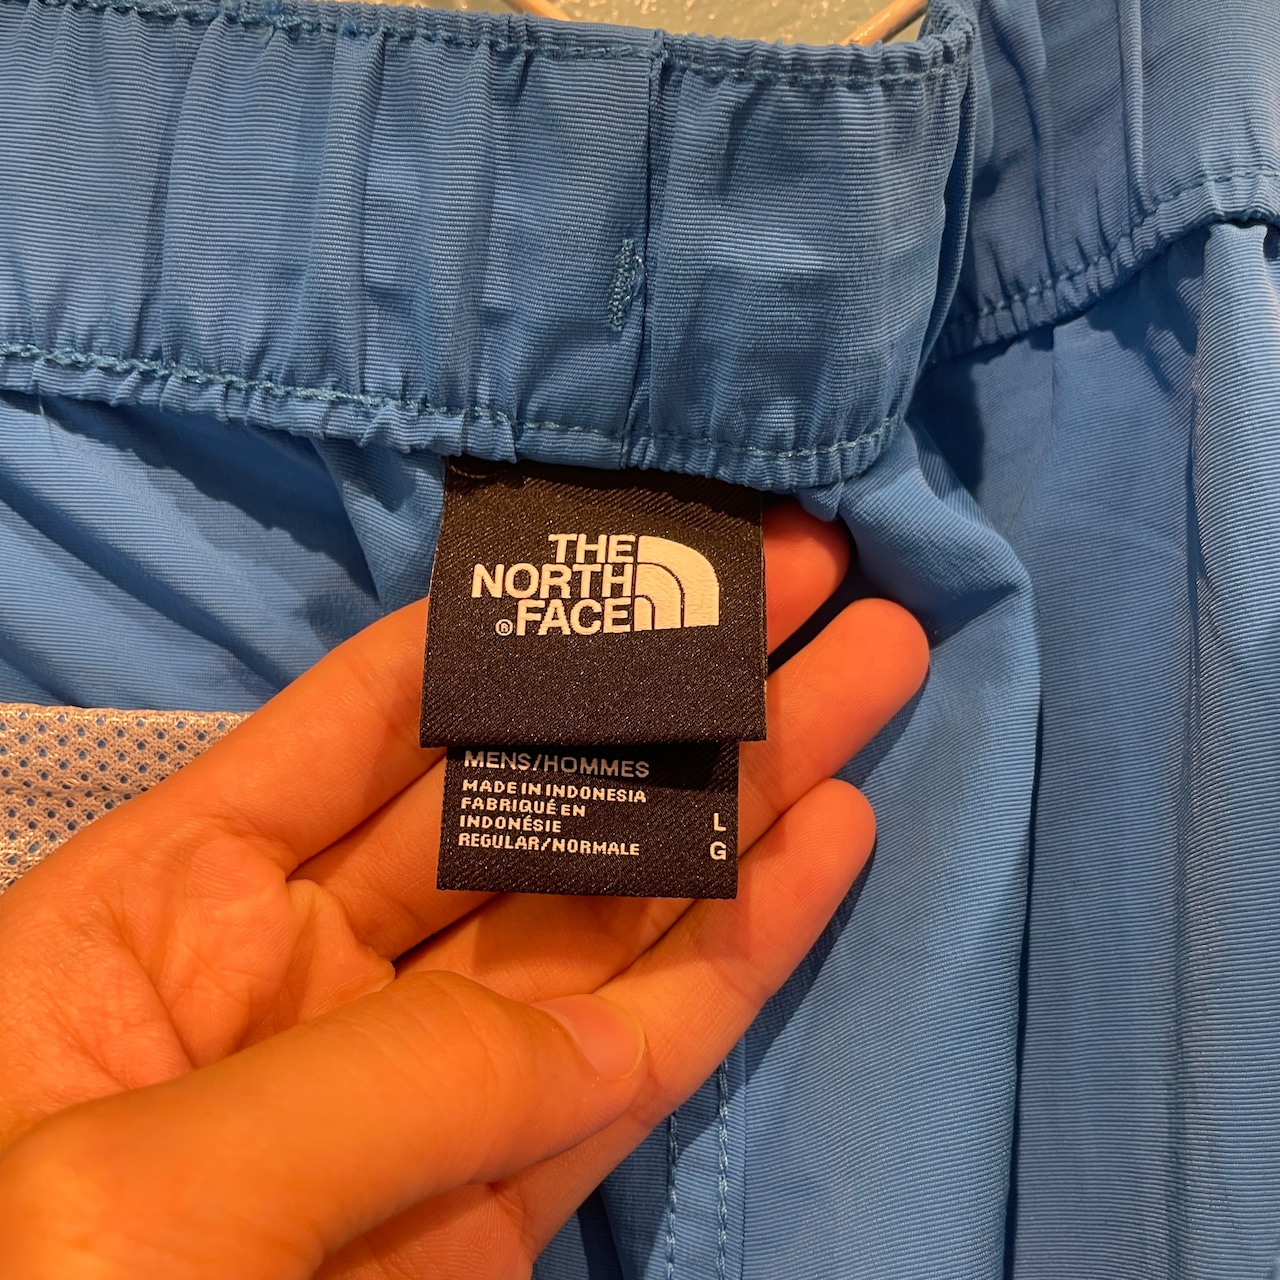 THE
NORTH
®FACE
MENS/HOMMES
MADE IN INDONESIA
FABRIQUÉ EN
INDONÉSIE
REGULAR/NORMALE
L
G